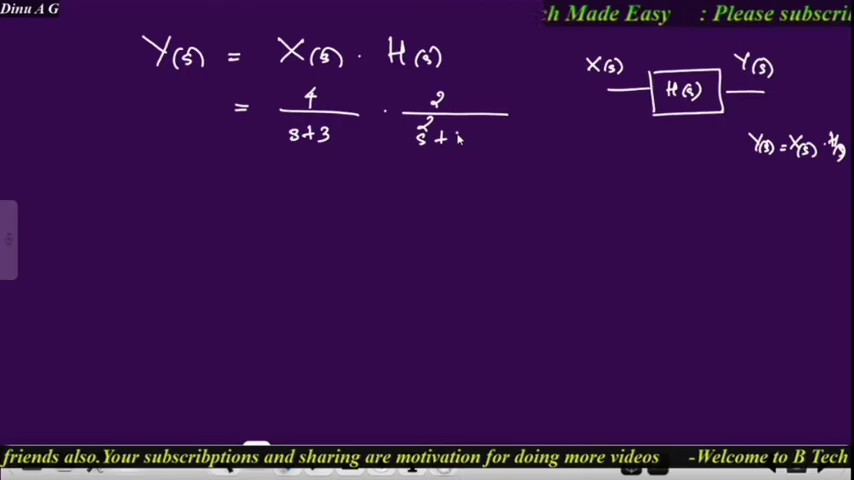 Dinu A G
ch Made Easy : Please subscri
Y(s) = X(s) . H(s)
= 4/(s+3) . 2/(s²+
X(s) H(s) Y(s)
Y(s) = X(s) . H(s)
friends also.Your subscribptions and sharing are motivation for doing more videos -Welcome to B Tech